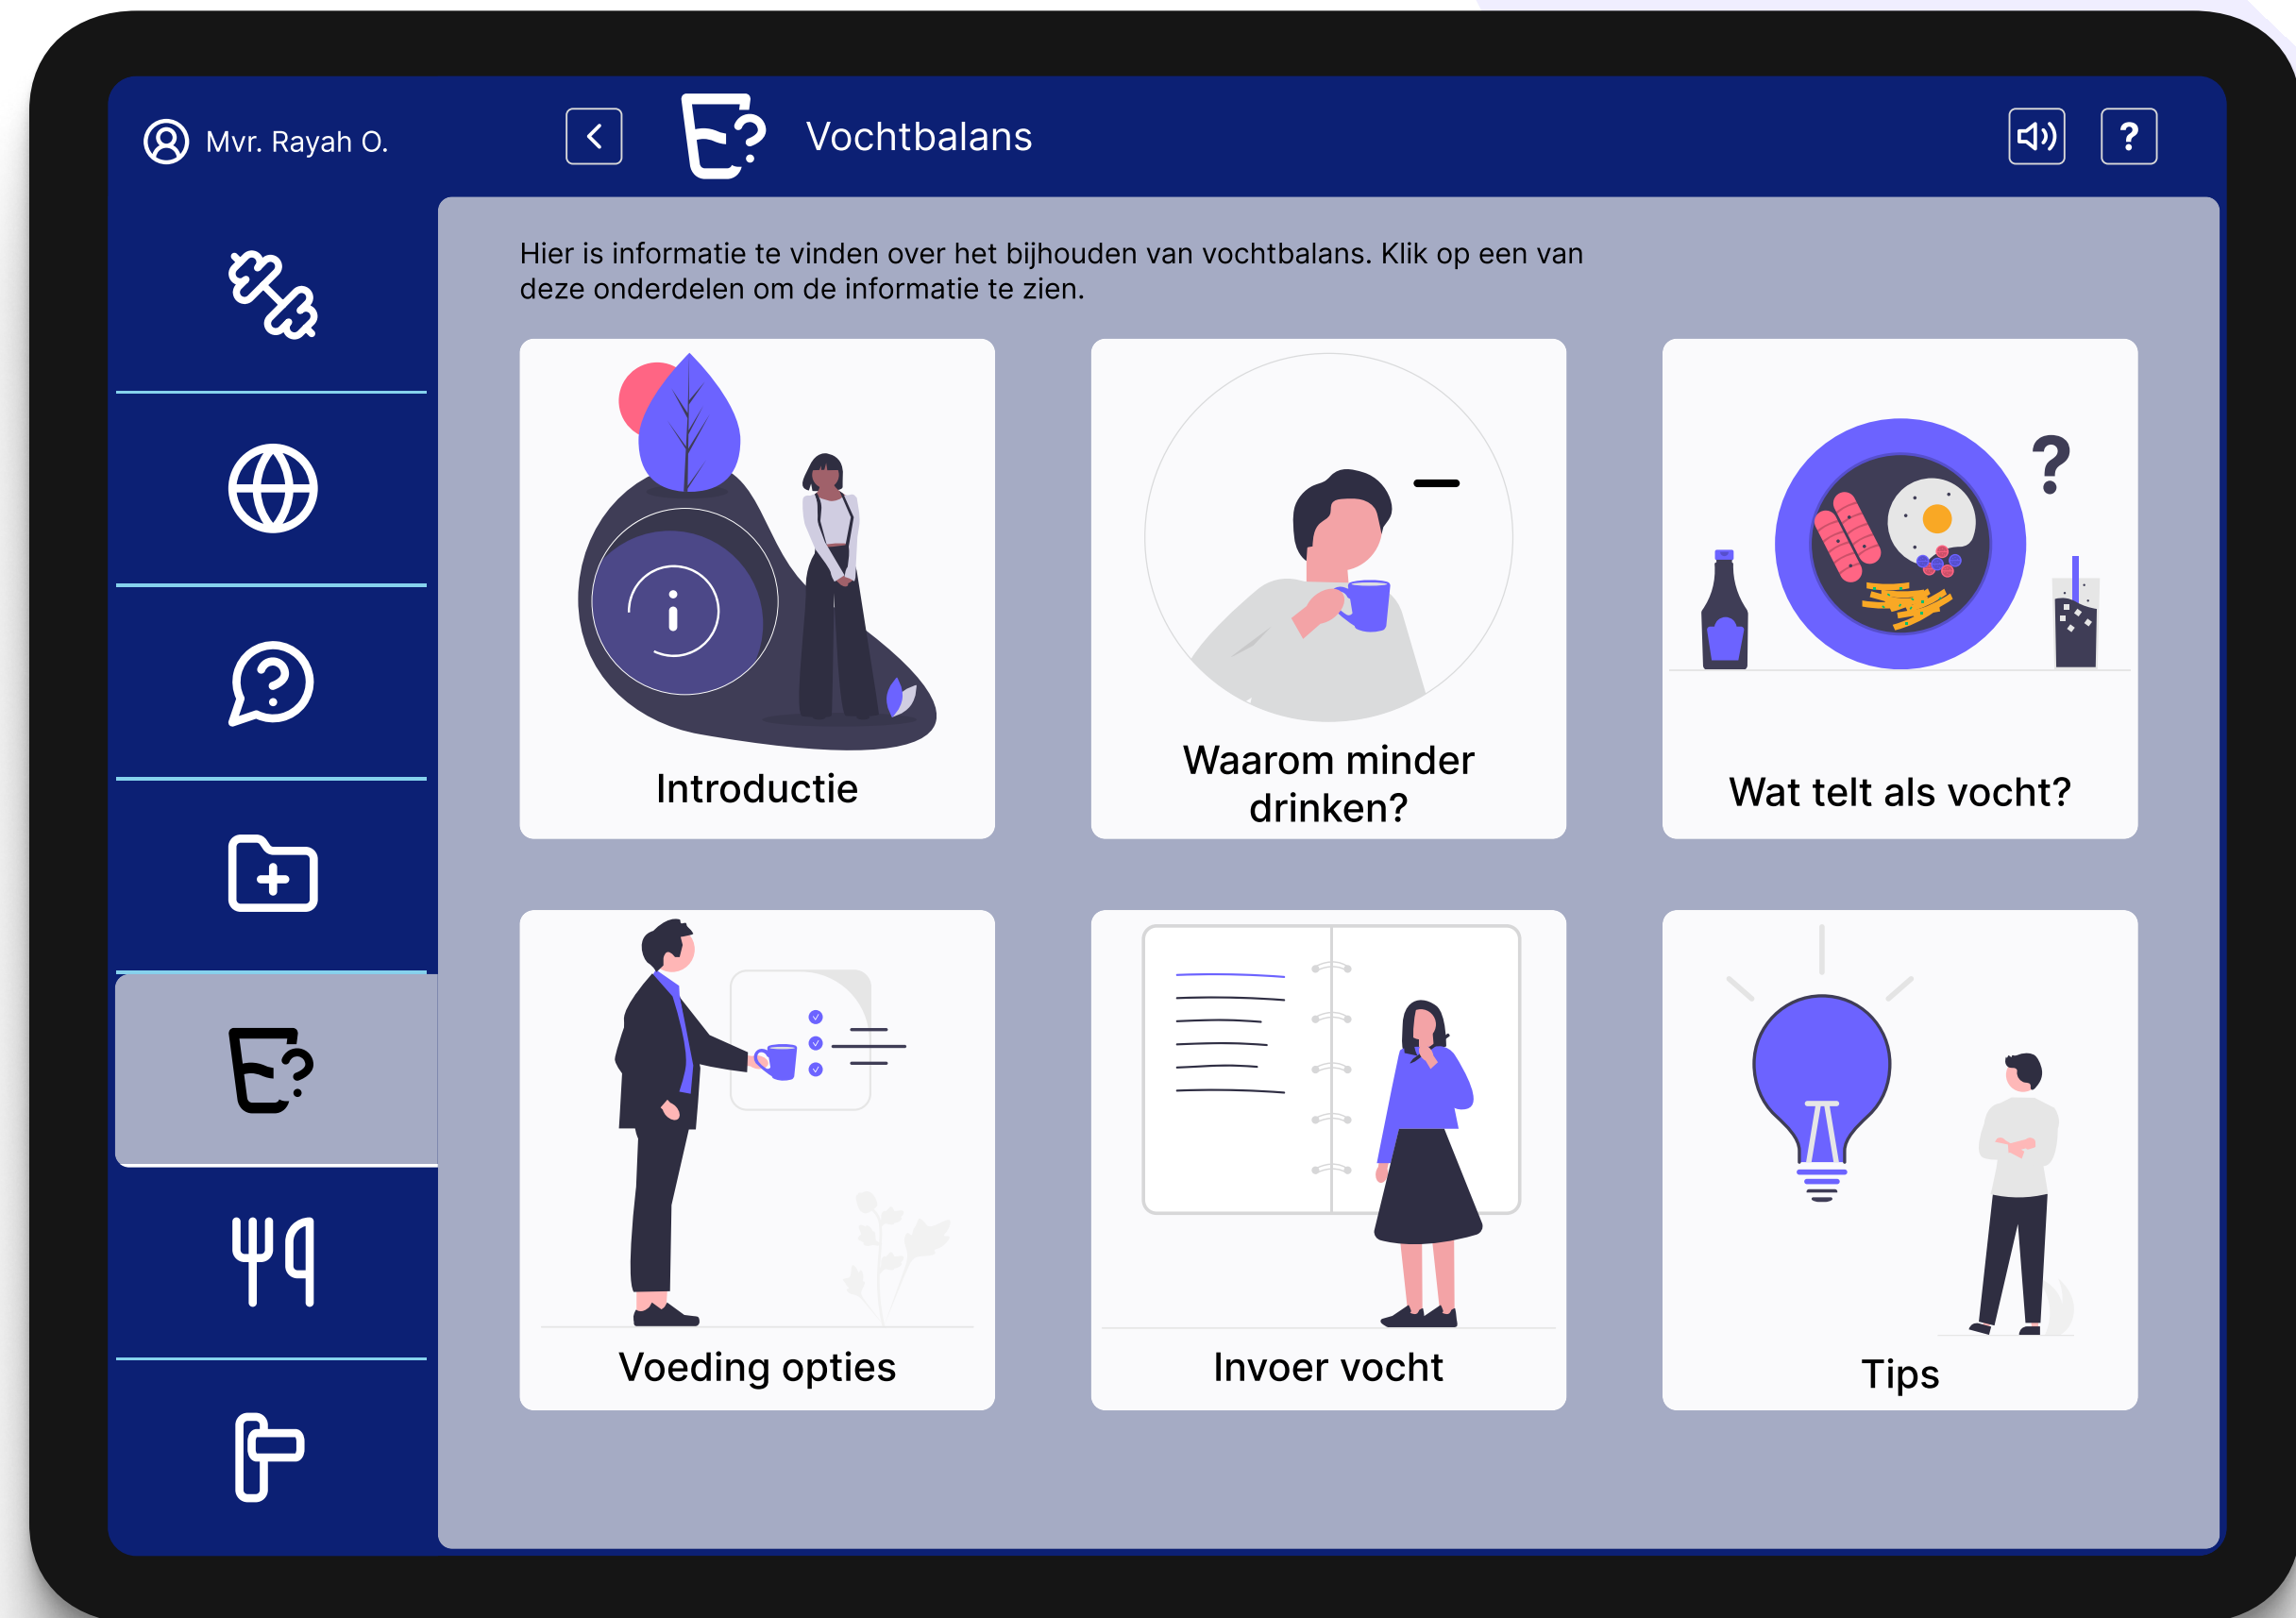 Mvr. Rayah O.
Vochtbalans
?
Hier is informatie te vinden over het bijhouden van vochtbalans. Klik op een van
deze onderdelen om de informatie te zien.
Introductie
Waarom minder
drinken?
?
Wat telt als vocht?
Voeding opties
Invoer vocht
Tips